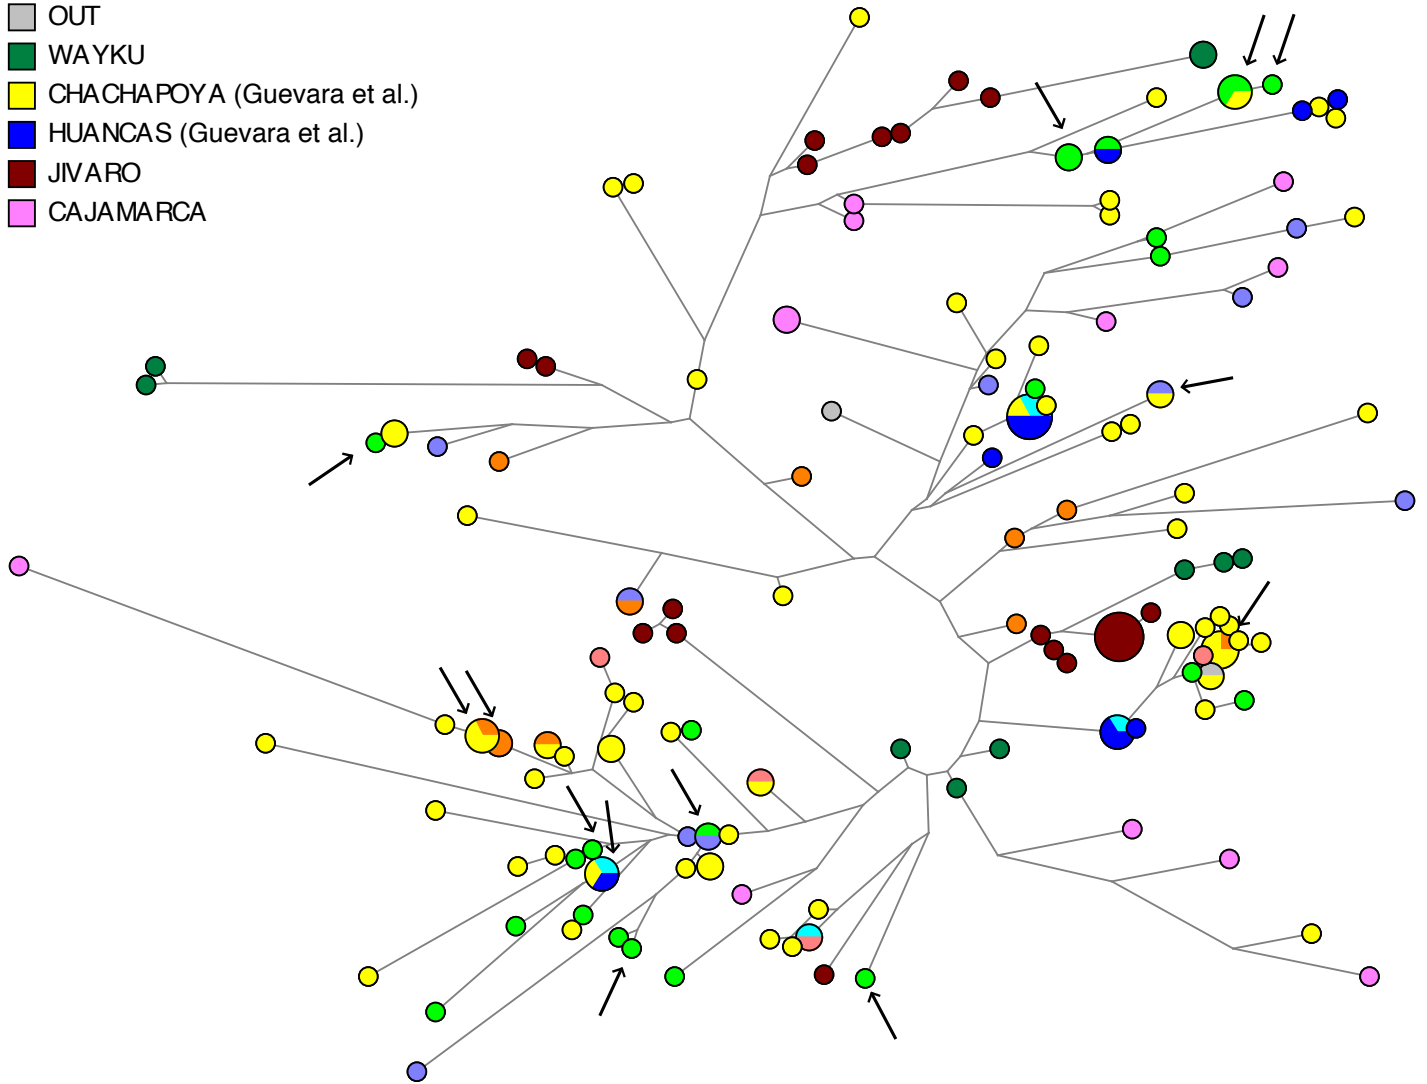 OUT
WAYKU
CHACHAPOYA (Guevara et al.)
HUANCAS (Guevara et al.)
JIVARO
CAJAMARCA